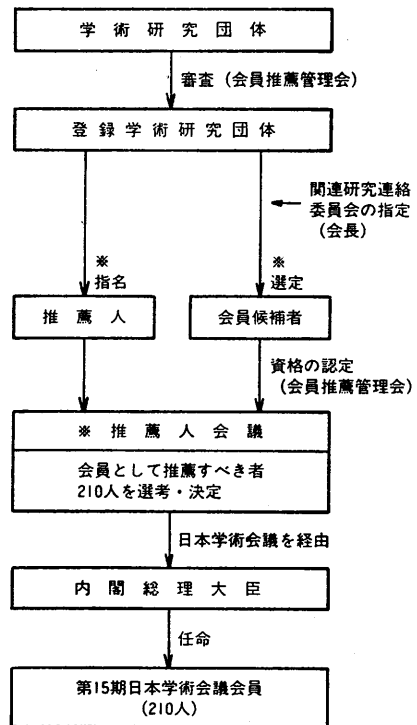 学術研究団体
審査（会員推薦管理会）
登録学術研究団体
関連研究連絡
委員会の指定
（会長）
※
指名
※
選定
推薦人
会員候補者
資格の認定
（会員推薦管理会）
※推薦人会議
会員として推薦すべき者
210人を選考・決定
日本学術会議を経由
内閣総理大臣
任命
第15期日本学術会議会員
（210人）